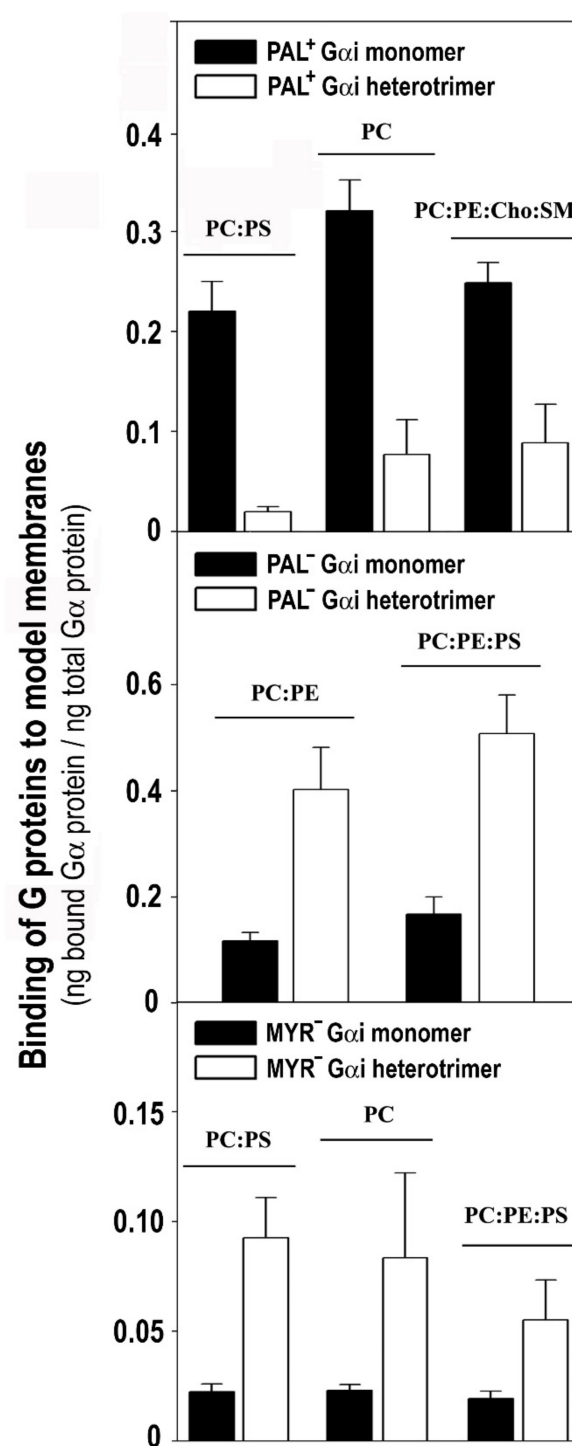 Binding of G proteins to model membranes
(ng bound Gα protein / ng total Gα protein)
PAL⁺ Gαi monomer
PAL⁺ Gαi heterotrimer
PC:PS
PC
PC:PE:Cho:SM
0.4
0.3
0.2
0.1
0
PAL⁻ Gαi monomer
PAL⁻ Gαi heterotrimer
PC:PE
PC:PE:PS
0.6
0.4
0.2
0
MYR⁻ Gαi monomer
MYR⁻ Gαi heterotrimer
PC:PS
PC
PC:PE:PS
0.15
0.10
0.05
0